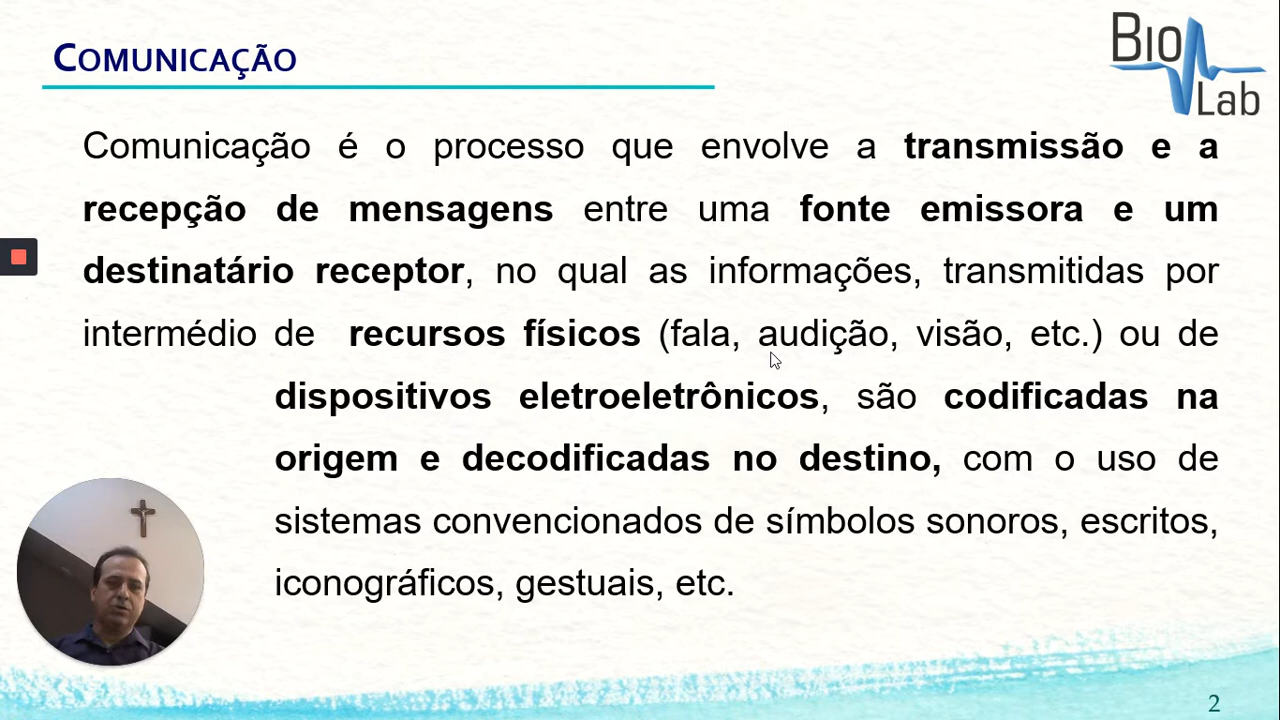 COMUNICAÇÃO
BIO
Lab
Comunicação é o processo que envolve a transmissão e a
recepção de mensagens entre uma fonte emissora e um
destinatário receptor, no qual as informações, transmitidas por
intermédio de recursos físicos (fala, audição, visão, etc.) ou de
dispositivos eletroeletrônicos, são codificadas na
origem e decodificadas no destino, com o uso de
sistemas convencionados de símbolos sonoros, escritos,
iconográficos, gestuais, etc.
2